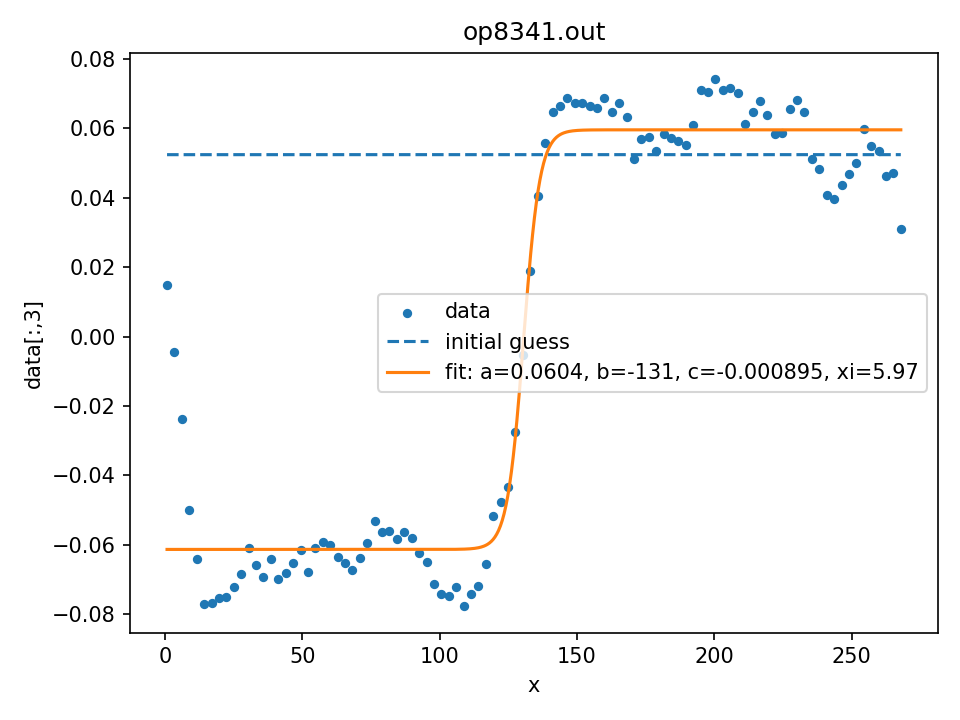 op8341.out
0.08
0.06
0.04
0.02
0.00
−0.02
−0.04
−0.06
−0.08
data[:,3]
data
initial guess
fit: a=0.0604, b=-131, c=-0.000895, xi=5.97
0 50 100 150 200 250
x